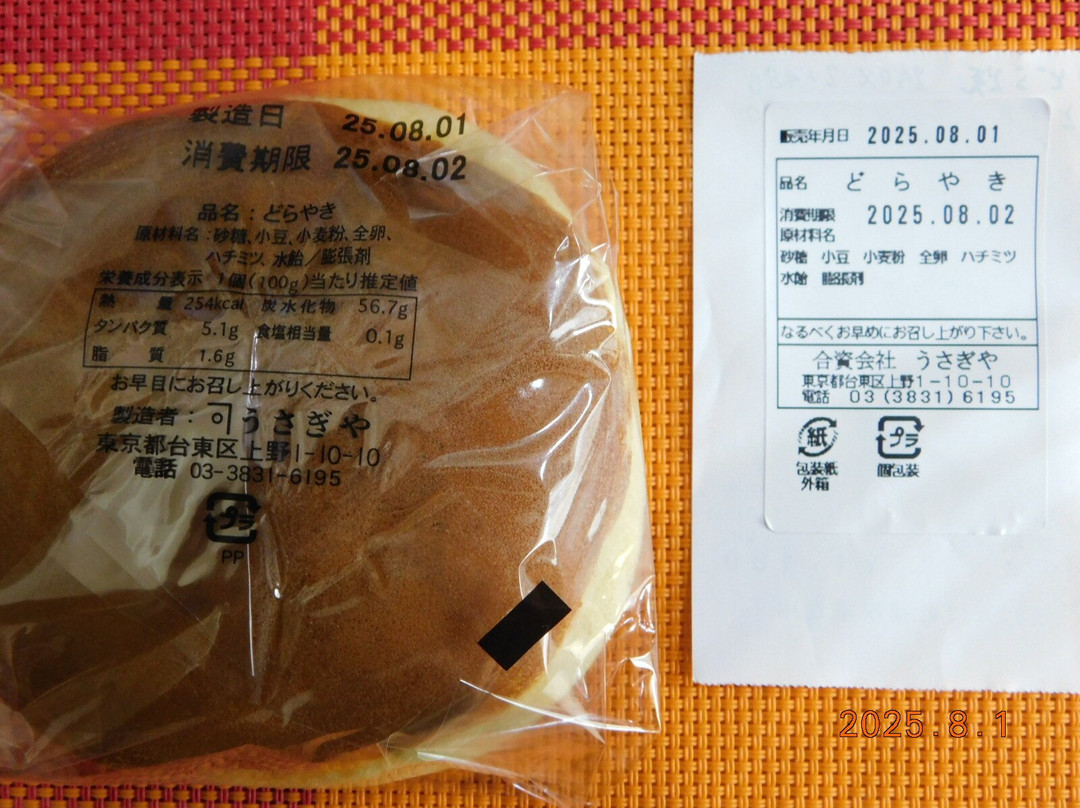 製造日 25.08.01
消費期限 25.08.02
品名：どらやき
原材料名：砂糖、小豆、小麦粉、全卵、
ハチミツ、水飴／膨張剤
栄養成分表示 1個(100g)当たり推定値
熱量 254kcal 炭水化物 56.7g
タンパク質 5.1g 食塩相当量 0.1g
脂質 1.6g
お早目にお召し上がりください。
製造者：うさぎや
東京都台東区上野1-10-10
電話 03-3831-6195
プラ
PP
販売年月日 2025.08.01
品名 どらやき
消費期限 2025.08.02
原材料名
砂糖 小豆 小麦粉 全卵 ハチミツ
水飴 膨張剤
なるべくお早めにお召し上がり下さい。
合資会社 うさぎや
東京都台東区上野1-10-10
電話 03(3831)6195
紙 プラ
包装紙 個包装
外箱
2025.8.1